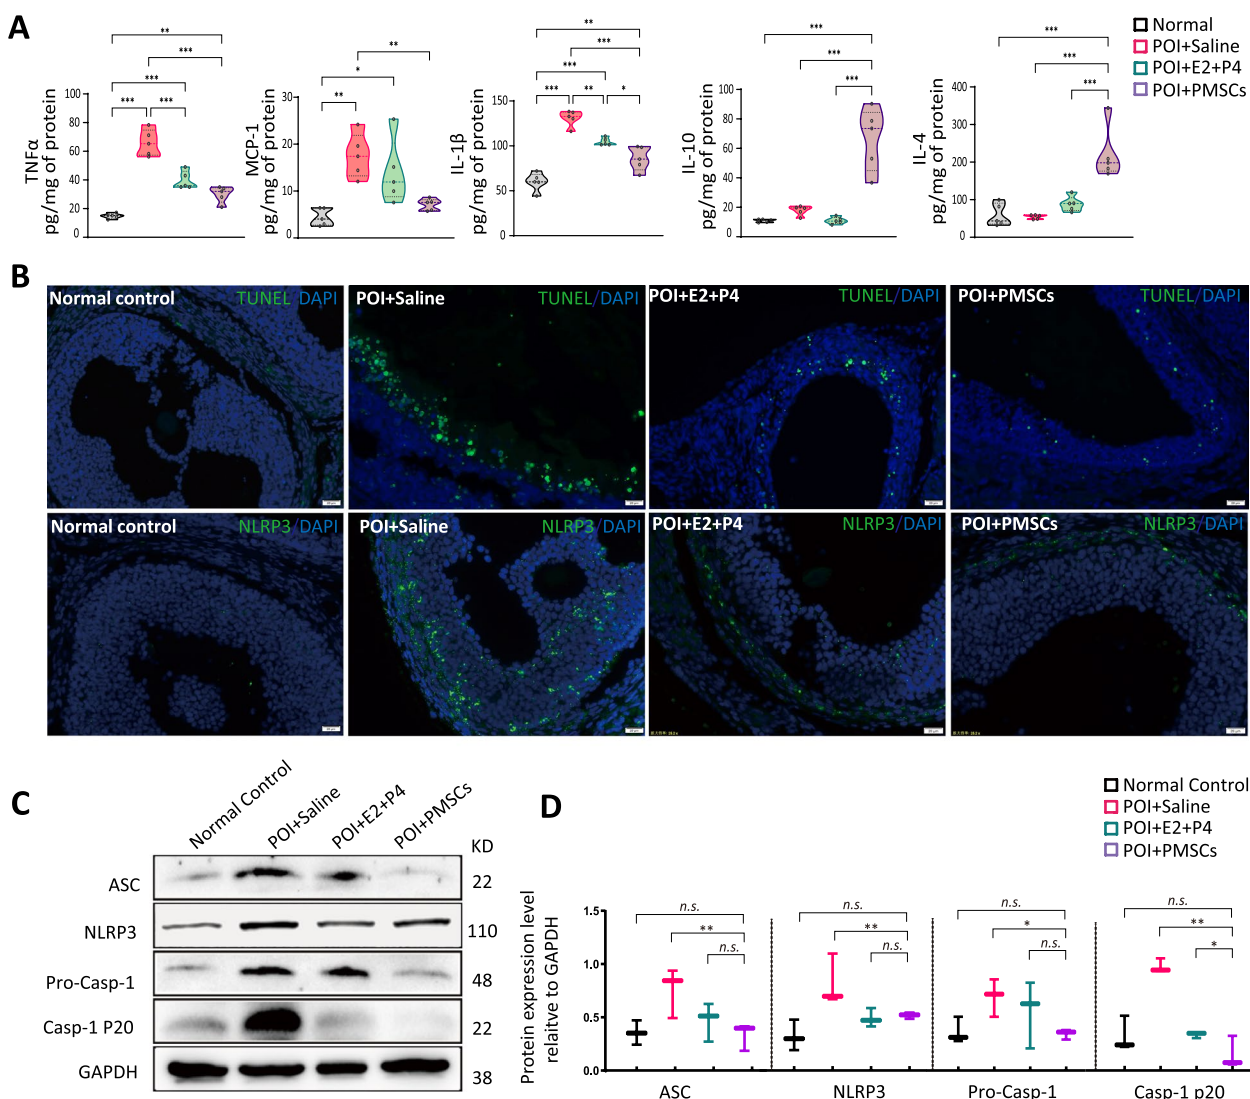 A
Normal
POI+Saline
POI+E2+P4
POI+PMSCs
TNFα
pg/mg of protein
100
80
60
40
20
0
** *** *** *** ***
MCP-1
pg/mg of protein
30
20
10
0
** * **
IL-1β
pg/mg of protein
150
100
50
0
** *** *** *** ** *
IL-10
pg/mg of protein
100
80
60
40
20
0
*** *** ***
IL-4
pg/mg of protein
400
300
200
100
0
*** *** ***
B
Normal control TUNEL DAPI
POI+Saline TUNEL/DAPI
POI+E2+P4 TUNEL/DAPI
POI+PMSCs TUNEL/DAPI
Normal control NLRP3/DAPI
POI+Saline NLRP3/DAPI
POI+E2+P4 NLRP3/DAPI
POI+PMSCs NLRP3/DAPI
C
Normal Control
POI+Saline
POI+E2+P4
POI+PMSCs
KD
ASC 22
NLRP3 110
Pro-Casp-1 48
Casp-1 P20 22
GAPDH 38
D
Normal Control
POI+Saline
POI+E2+P4
POI+PMSCs
Protein expression level
relaitve to GAPDH
1.5
1.0
0.5
0.0
n.s. ** n.s.
n.s. ** n.s.
n.s. * n.s.
n.s. ** *
ASC NLRP3 Pro-Casp-1 Casp-1 p20